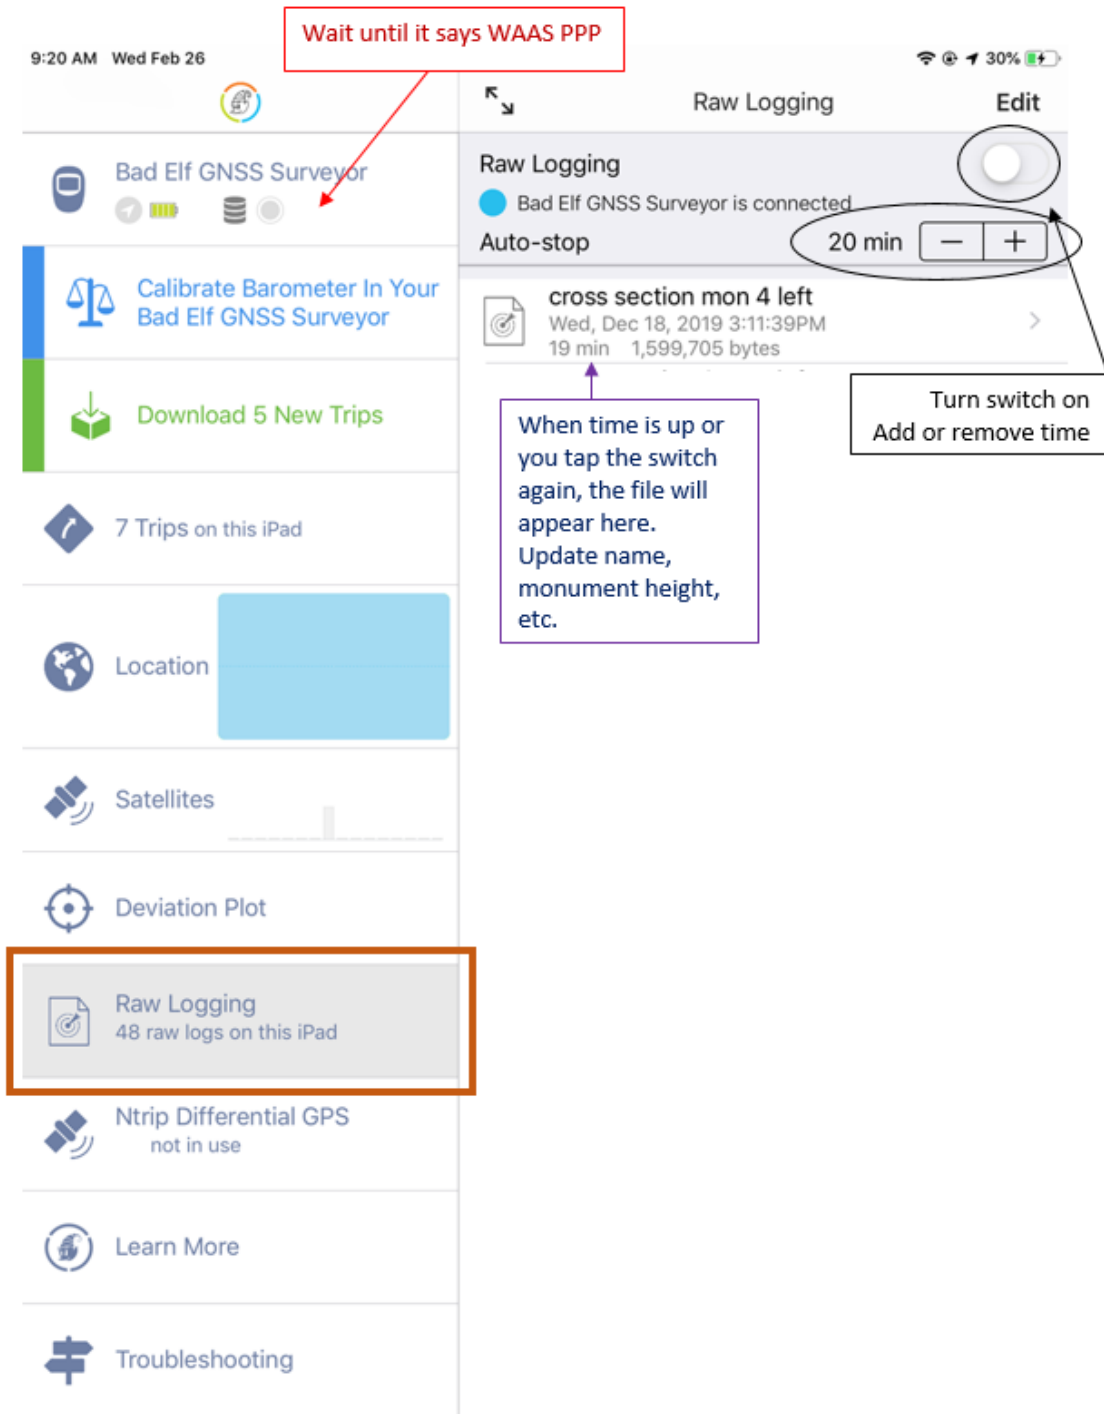 Wait until it says WAAS PPP
9:20 AM Wed Feb 26
30%
Raw Logging
Edit
Bad Elf GNSS Surveyor
Raw Logging
Bad Elf GNSS Surveyor is connected
Auto-stop
20 min
− +
Calibrate Barometer In Your
Bad Elf GNSS Surveyor
cross section mon 4 left
Wed, Dec 18, 2019 3:11:39PM
19 min 1,599,705 bytes
Turn switch on
Add or remove time
When time is up or
you tap the switch
again, the file will
appear here.
Update name,
monument height,
etc.
Download 5 New Trips
7 Trips on this iPad
Location
Satellites
Deviation Plot
Raw Logging
48 raw logs on this iPad
Ntrip Differential GPS
not in use
Learn More
Troubleshooting